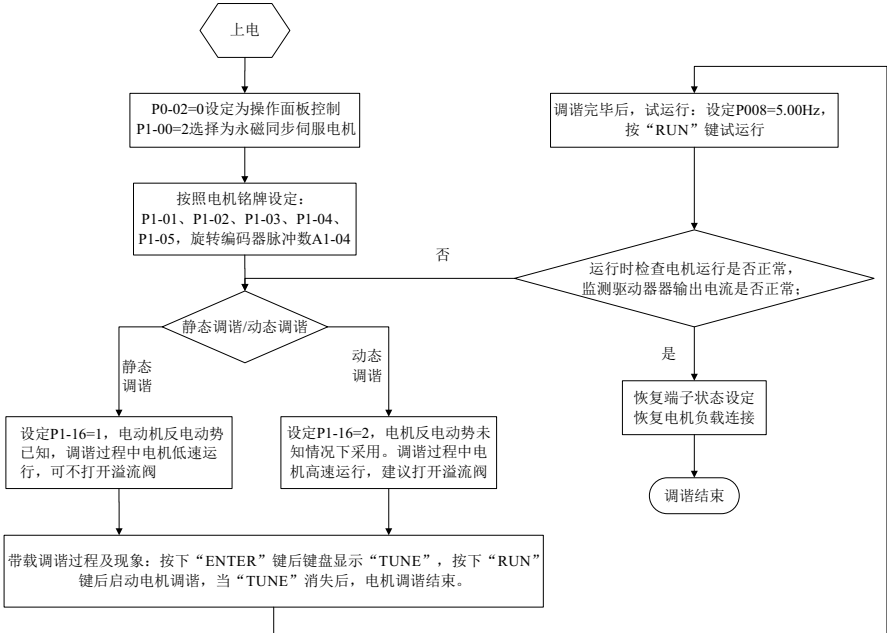 上电
P0-02=0设定为操作面板控制
P1-00=2选择为永磁同步伺服电机
按照电机铭牌设定：
P1-01、P1-02、P1-03、P1-04、
P1-05，旋转编码器脉冲数A1-04
静态调谐/动态调谐
静态
调谐
动态
调谐
设定P1-16=1，电动机反电动势
已知，调谐过程中电机低速运
行，可不打开溢流阀
设定P1-16=2，电机反电动势未
知情况下采用。调谐过程中电
机高速运行，建议打开溢流阀
带载调谐过程及现象：按下“ENTER”键后键盘显示“TUNE”，按下“RUN”
键后启动电机调谐，当“TUNE”消失后，电机调谐结束。
调谐完毕后，试运行：设定P008=5.00Hz，
按“RUN”键试运行
运行时检查电机运行是否正常，
监测驱动器器输出电流是否正常；
否
是
恢复端子状态设定
恢复电机负载连接
调谐结束